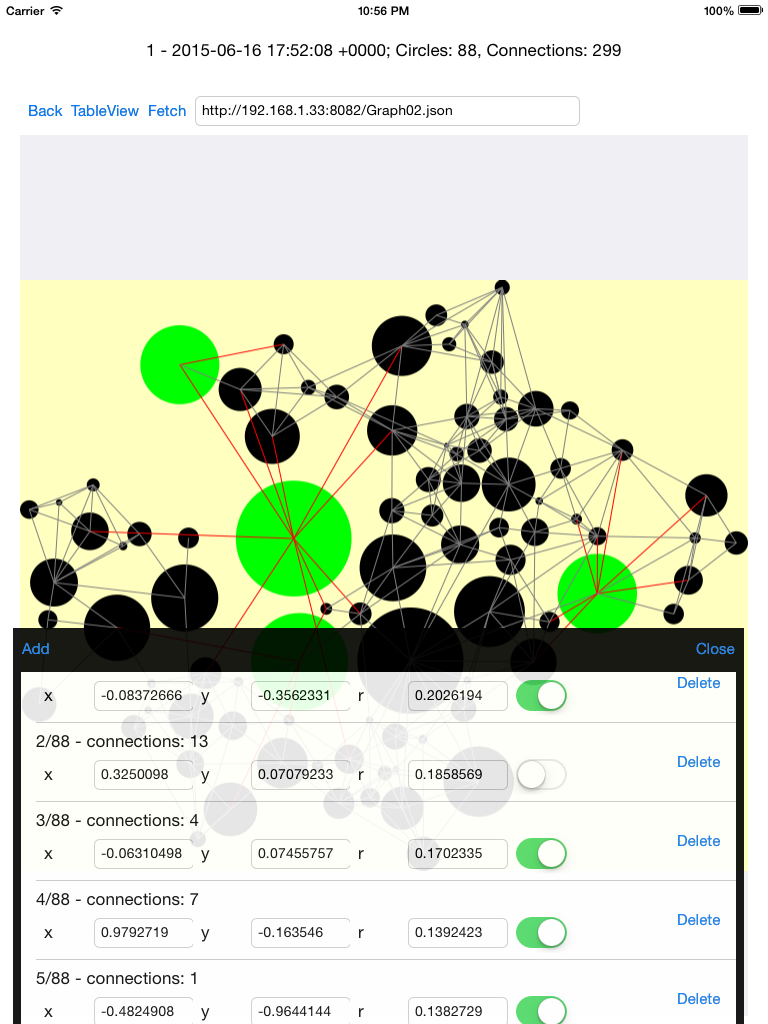 Carrier 10:56 PM 100%
1 - 2015-06-16 17:52:08 +0000; Circles: 88, Connections: 299
Back TableView Fetch http://192.168.1.33:8082/Graph02.json
Add Close
x -0.08372666 y -0.3562331 r 0.2026194 Delete
2/88 - connections: 13
x 0.3250098 y 0.07079233 r 0.1858569 Delete
3/88 - connections: 4
x -0.06310498 y 0.07455757 r 0.1702335 Delete
4/88 - connections: 7
x 0.9792719 y -0.163546 r 0.1392423 Delete
5/88 - connections: 1
x -0.4824908 y -0.9644144 r 0.1382729 Delete